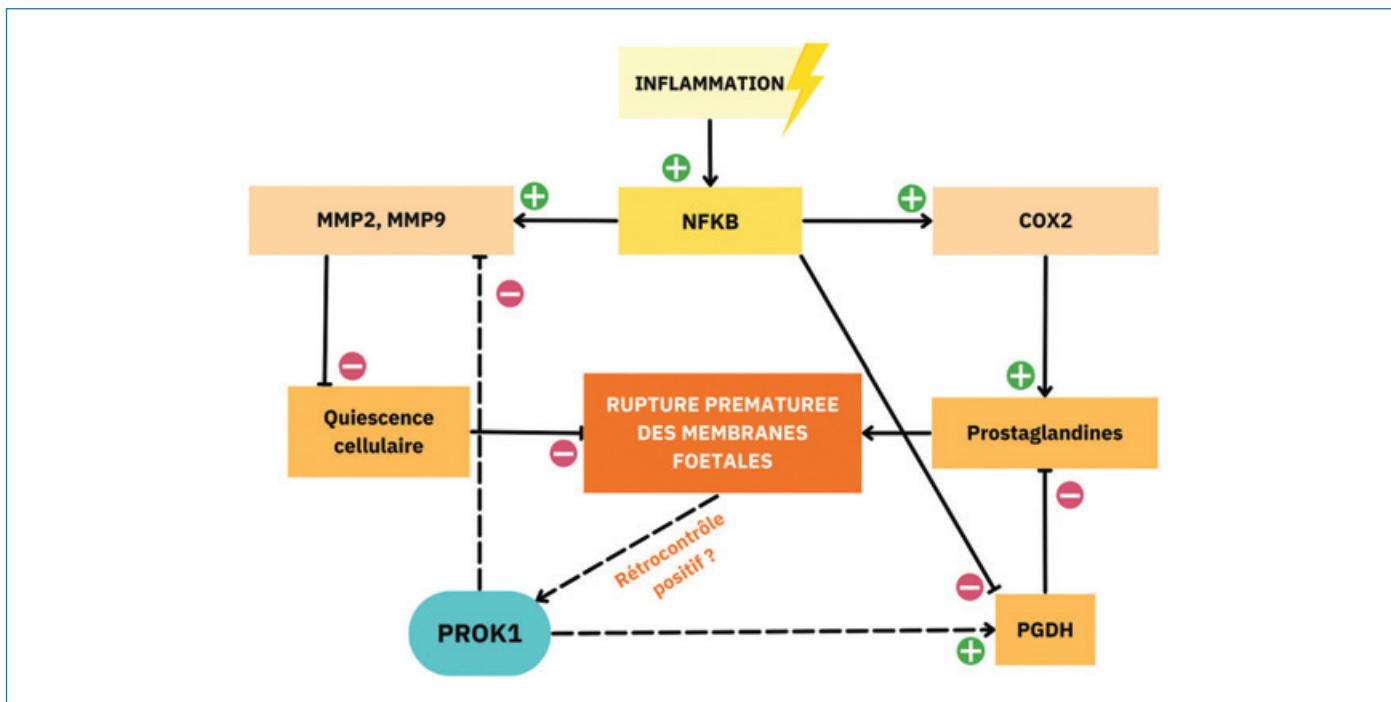 INFLAMMATION
+
MMP2, MMP9
+
NFKB
+
COX2
−
−
+
Quiescence
cellulaire
−
RUPTURE PREMATUREE
DES MEMBRANES
FOETALES
Prostaglandines
−
Rétrocontrôle
positif ?
−
PROK1
+
PGDH